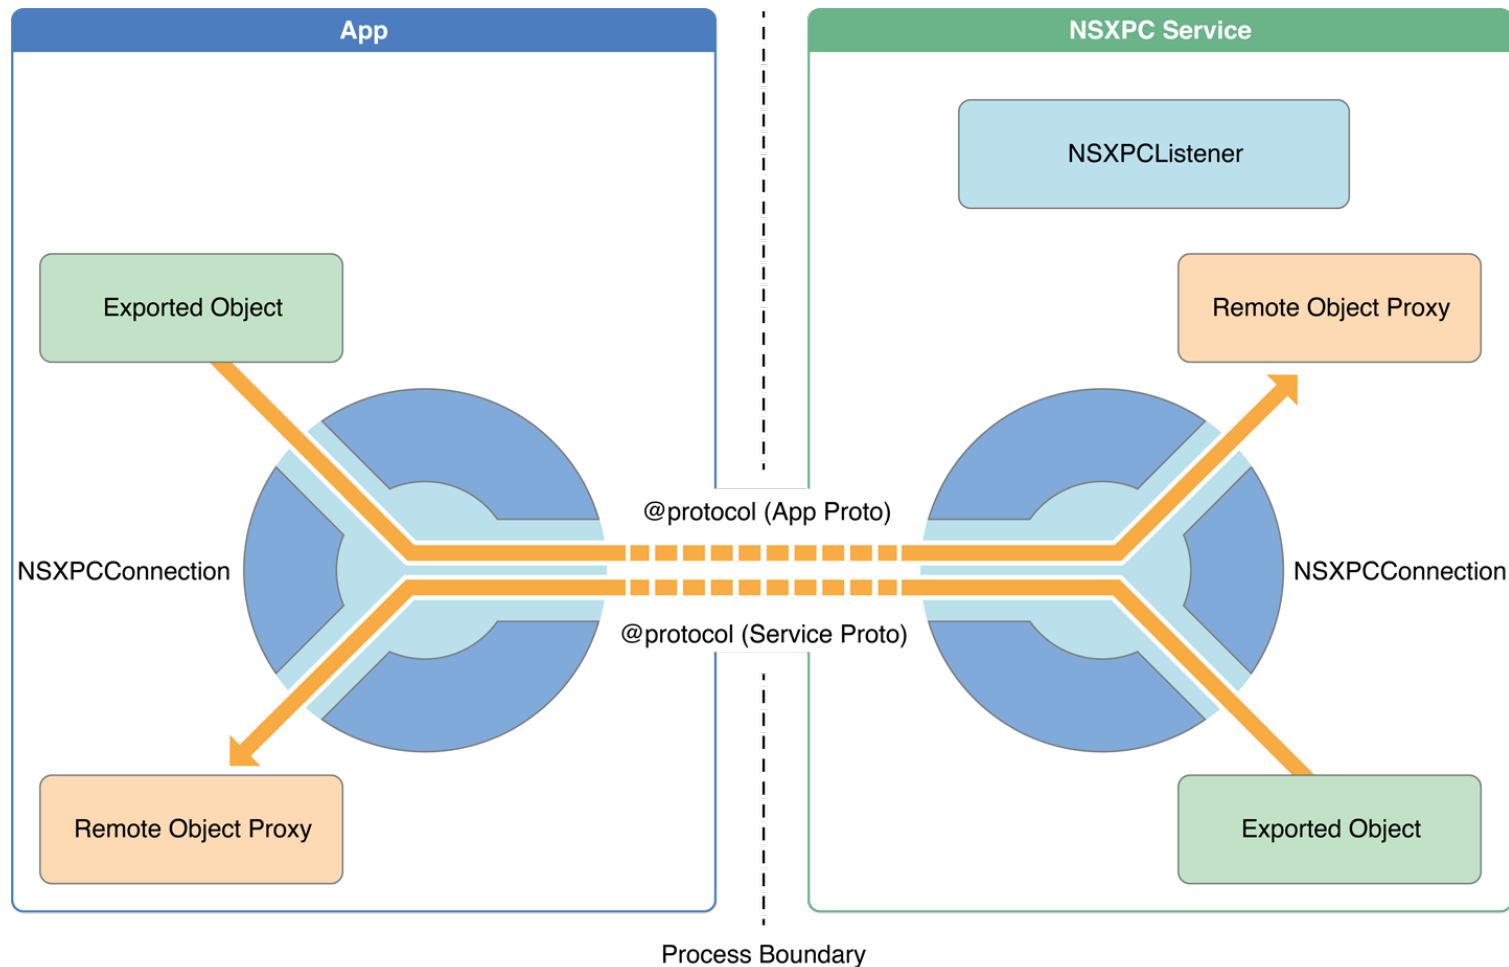 App
NSXPC Service
NSXPCListener
Exported Object
Remote Object Proxy
@protocol (App Proto)
NSXPCConnection
NSXPCConnection
@protocol (Service Proto)
Remote Object Proxy
Exported Object
Process Boundary